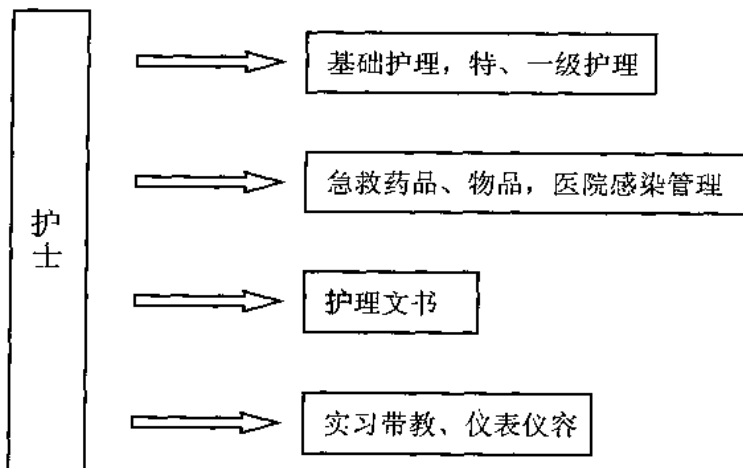 护士
基础护理，特、一级护理
急救药品、物品，医院感染管理
护理文书
实习带教、仪表仪容